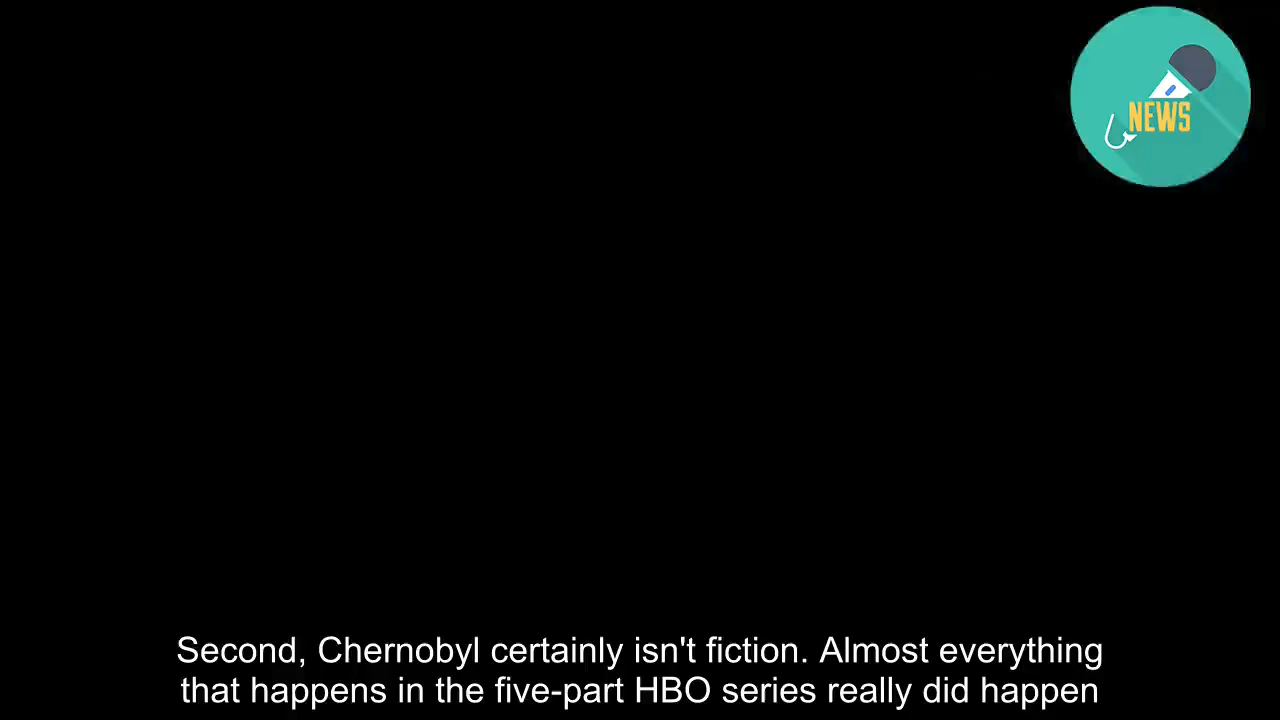 NEWS
Second, Chernobyl certainly isn't fiction. Almost everything
that happens in the five-part HBO series really did happen